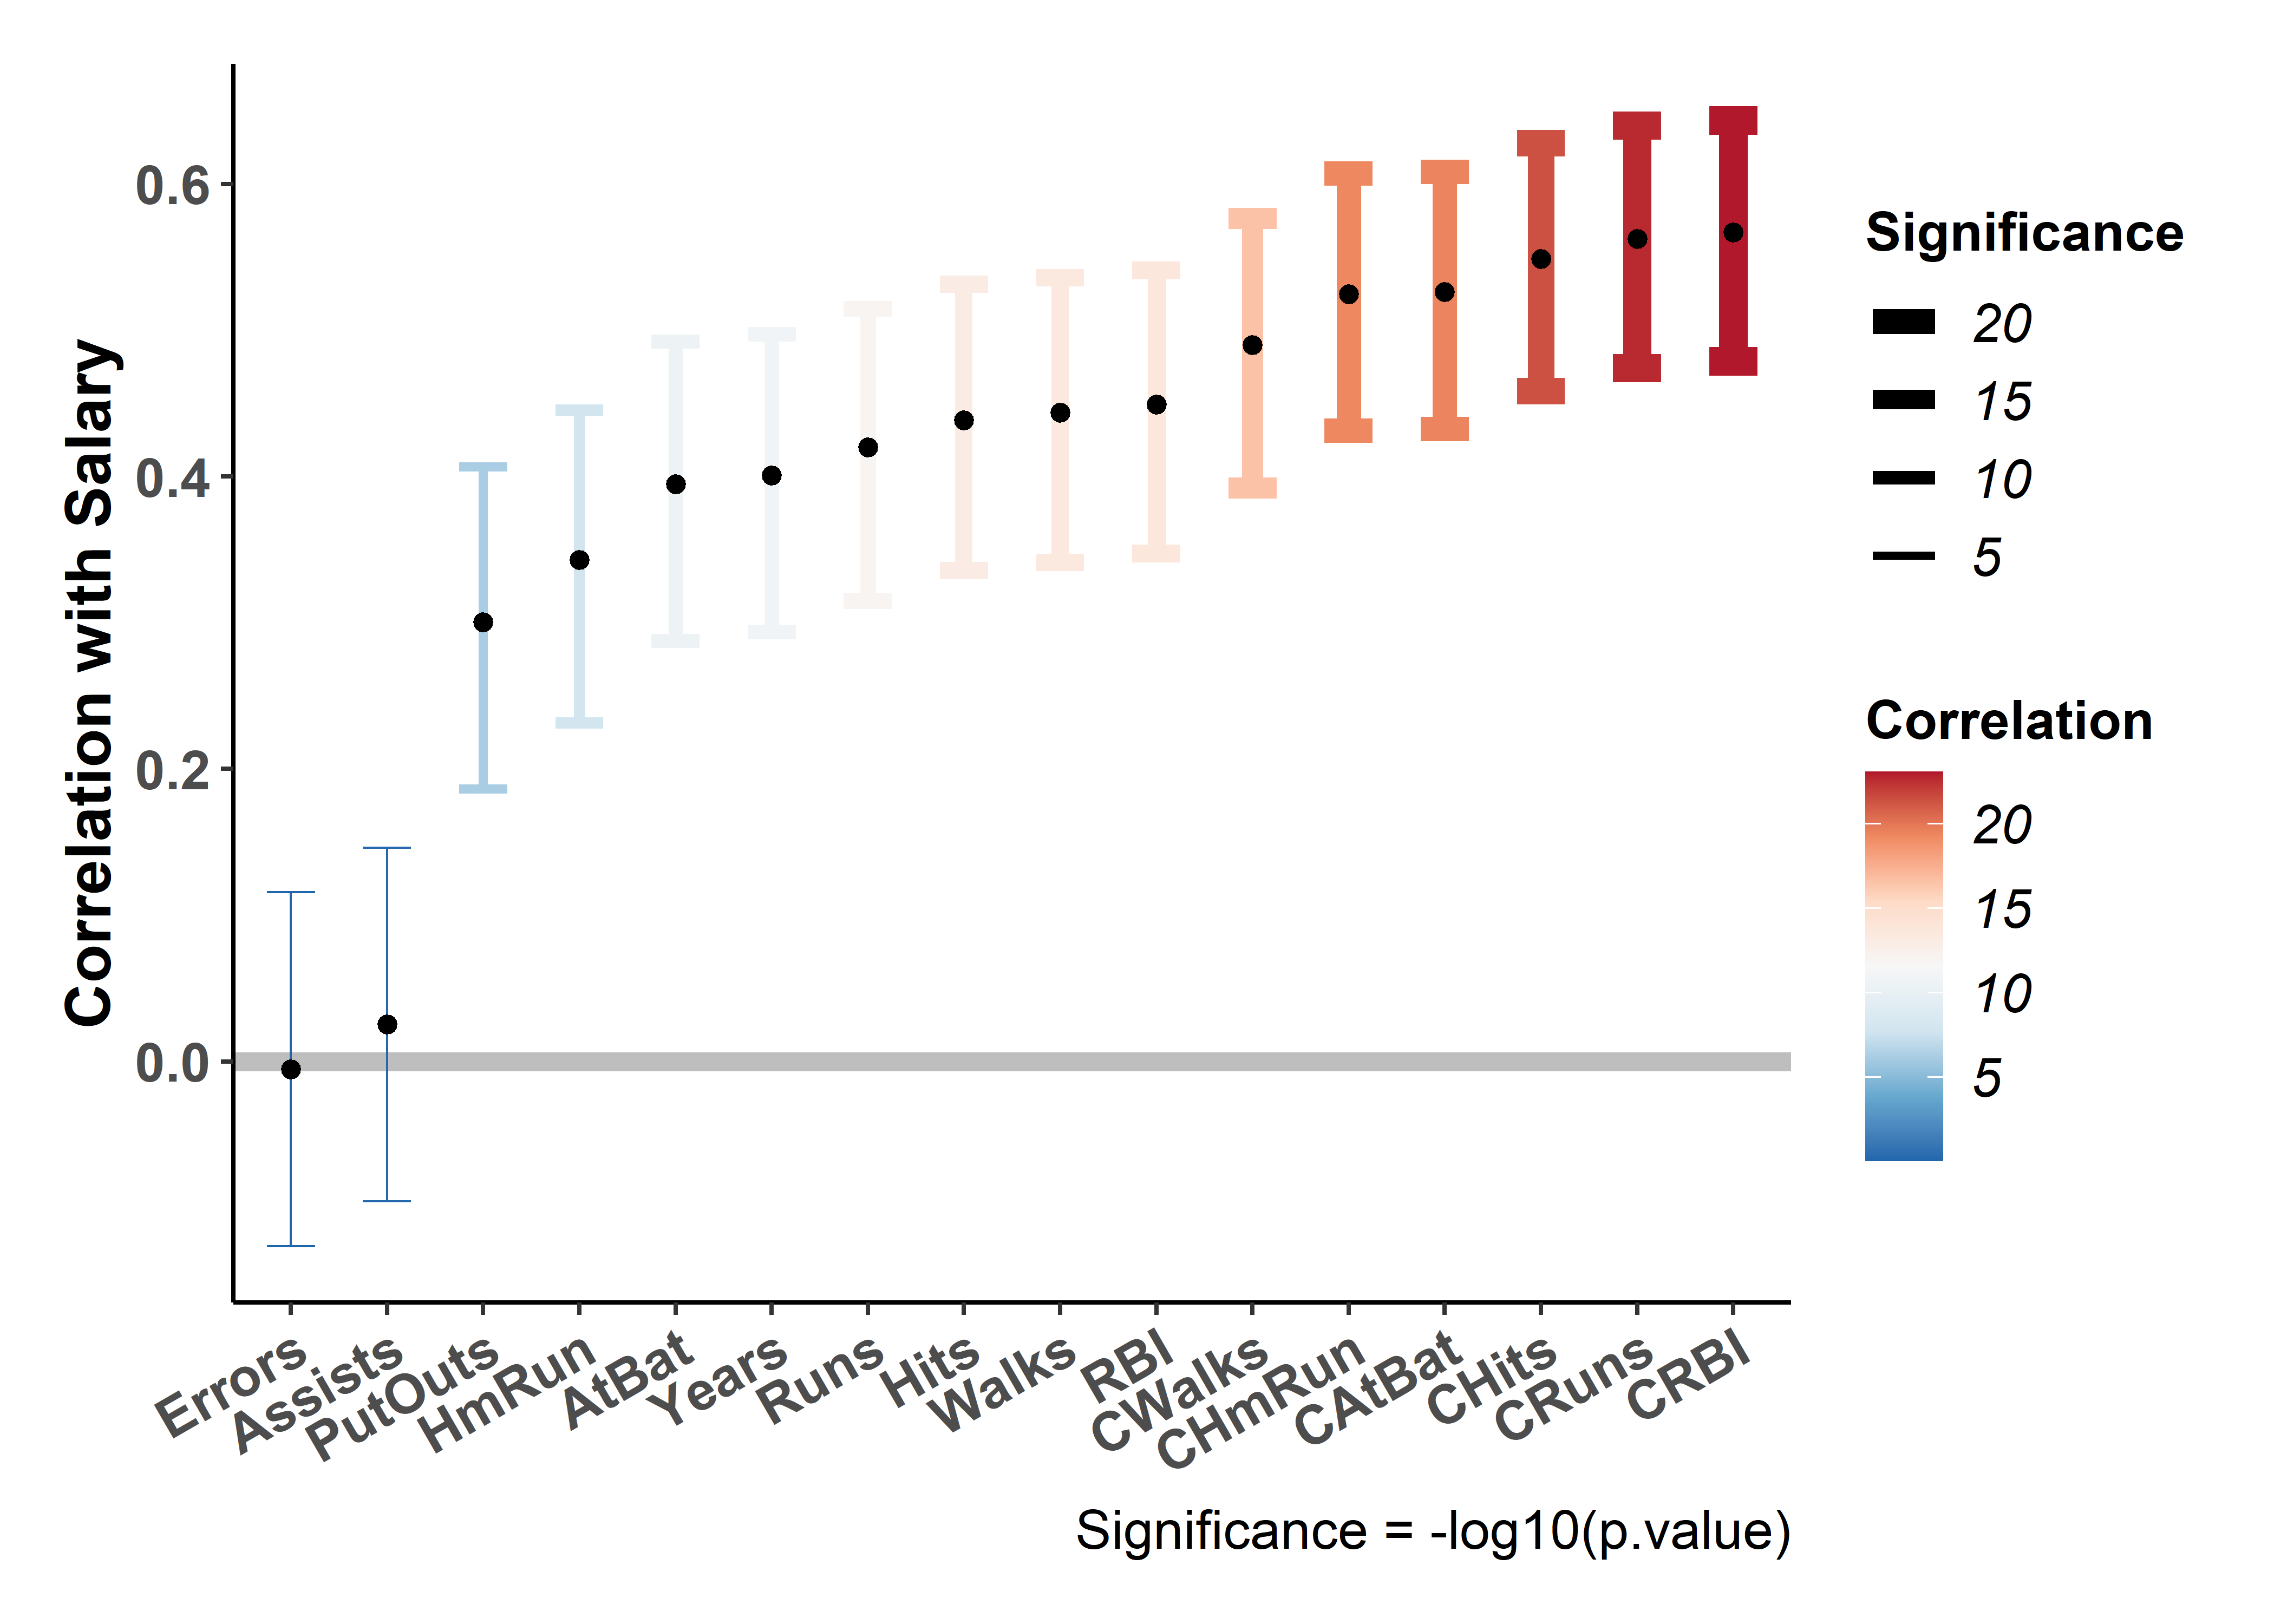 Correlation with Salary
0.6
0.4
0.2
0.0
Errors
Assists
PutOuts
HmRun
AtBat
Years
Runs
Hits
Walks
RBI
CWalks
CHmRun
CAtBat
CHits
CRuns
CRBI
Significance = -log10(p.value)
Significance
20
15
10
5
Correlation
20
15
10
5